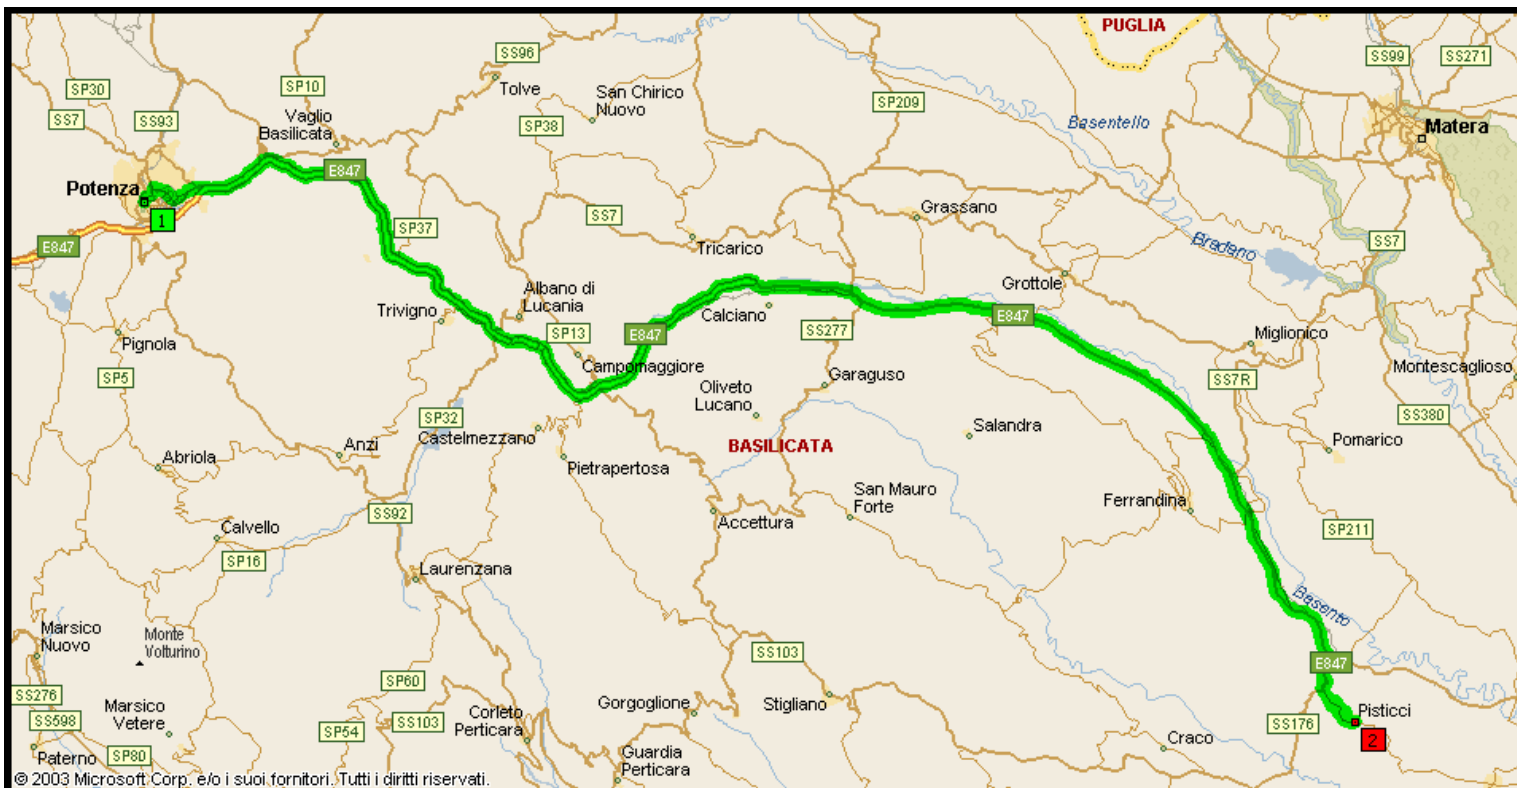 PUGLIA
SS96
SS99
SS271
SP30
SP10
Tolve
San Chirico
Nuovo
SP209
SS7
SS93
Vaglio
Basilicata
SP38
Basentello
Matera
E847
Potenza
1
SP37
SS7
Grassano
Tricarico
Bradano
SS7
E847
Grottole
Albano di
Lucania
Trivigno
Calciano
E847
SP13
E847
SS277
Miglionico
Pignola
Campomaggiore
Montescaglioso
SP5
Oliveto
Lucano
Garaguso
SS7R
SP32
SS380
Castelmezzano
Salandra
Anzi
BASILICATA
Pomarico
Abriola
Pietrapertosa
San Mauro
Forte
Ferrandina
SS92
Accettura
Calvello
SP211
SP16
Laurenzana
Basento
Marsico
Nuovo
Monte
Volturino
SS103
E847
SP60
SS276
Marsico
Vetere
Gorgoglione
Stigliano
Pisticci
SS598
SS103
Corleto
Perticara
SS176
SP54
2
Craco
Paterno
SP80
Guardia
Perticara
© 2003 Microsoft Corp. e/o i suoi fornitori. Tutti i diritti riservati.